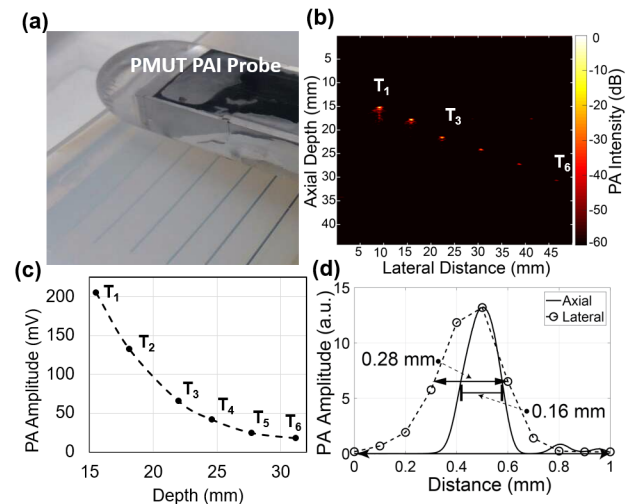 (a)
PMUT PAI Probe
(b)
0
5
10
15
20
25
30
35
40
Axial Depth (mm)
T1
T3
T6
5 10 15 20 25 30 35 40 45
Lateral Distance (mm)
0
-10
-20
-30
-40
-50
-60
PA Intensity (dB)
(c)
200
150
100
50
0
PA Amplitude (mV)
T1
T2
T3
T4
T5
T6
15 20 25 30
Depth (mm)
(d)
15
10
5
0
PA Amplitude (a.u.)
Axial
Lateral
0.28 mm
0.16 mm
0 0.2 0.4 0.6 0.8 1
Distance (mm)